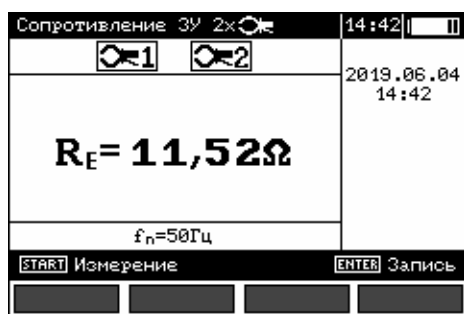 Сопротивление ЗУ 2x 14:42
1 2
2019.06.04
14:42
RE= 11,52Ω
fn=50Гц
START Измерение ENTER Запись